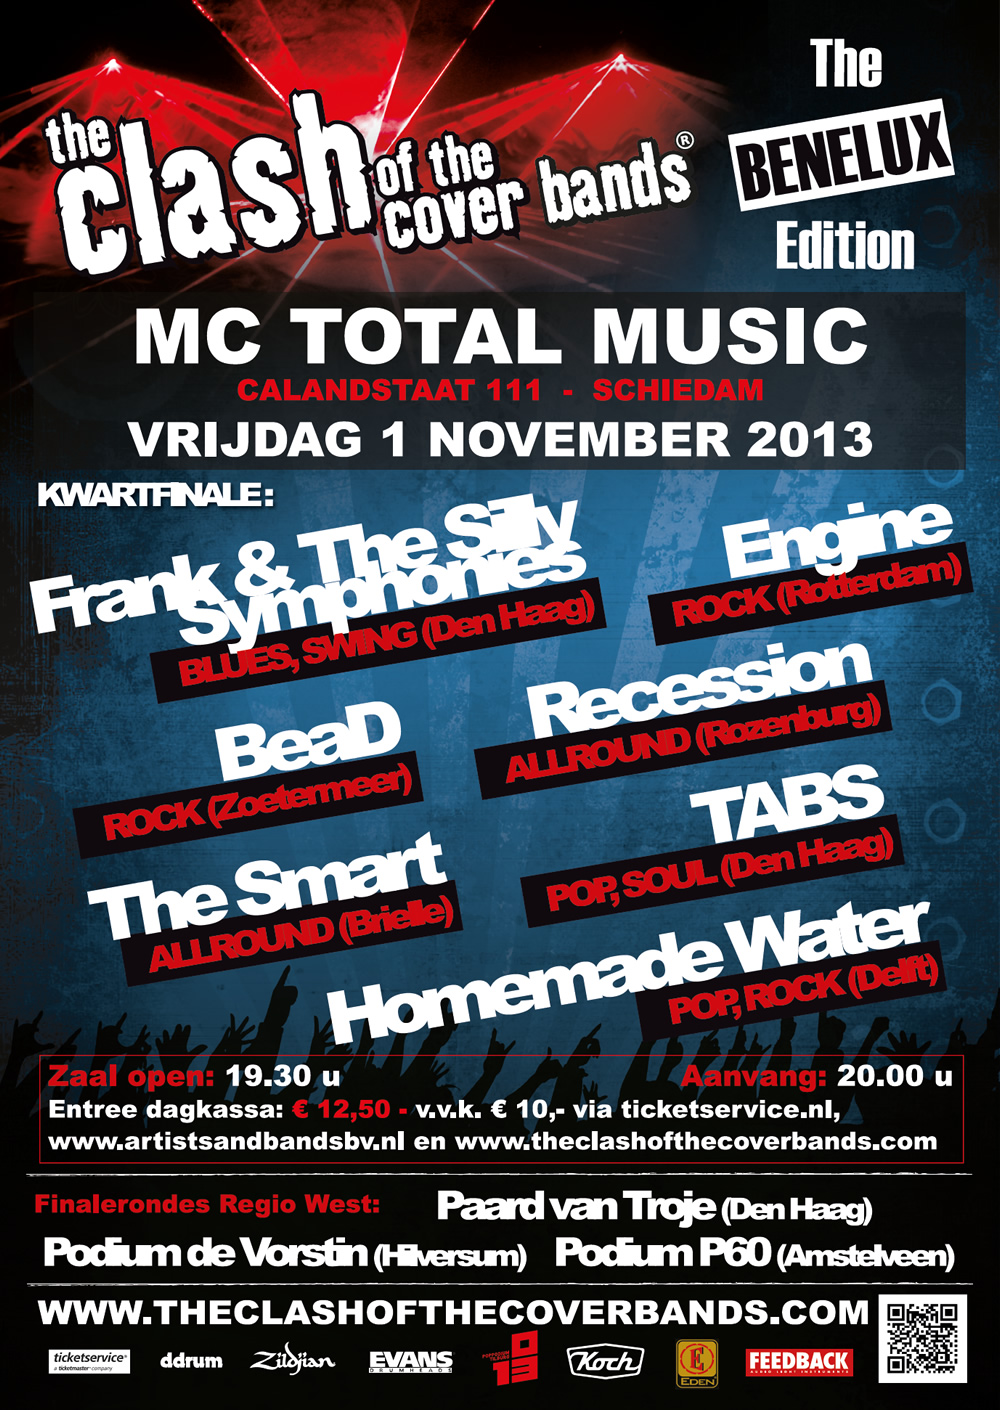 the clash of the cover bands®
The
BENELUX
Edition
MC TOTAL MUSIC
CALANDSTAAT 111 - SCHIEDAM
VRIJDAG 1 NOVEMBER 2013
KWARTFINALE:
Frank & The Silly
Symphonies
BLUES, SWING (Den Haag)
Engine
ROCK (Rotterdam)
Recession
ALLROUND (Rozenburg)
BeaD
ROCK (Zoetermeer)
TABS
POP, SOUL (Den Haag)
The Smart
ALLROUND (Brielle)
Homemade Water
POP, ROCK (Delft)
Zaal open: 19.30 u Aanvang: 20.00 u
Entree dagkassa: € 12,50 - v.v.k. € 10,- via ticketservice.nl,
www.artistsandbandsbv.nl en www.theclashofthecoverbands.com
Finalerondes Regio West: Paard van Troje (Den Haag)
Podium de Vorstin (Hilversum) Podium P60 (Amstelveen)
WWW.THECLASHOFTHECOVERBANDS.COM
ticketservice®
a ticketmaster® company
ddrum
Zildjian
EVANS
DRUMHEADS
013
Koch
E
EDEN
FEEDBACK